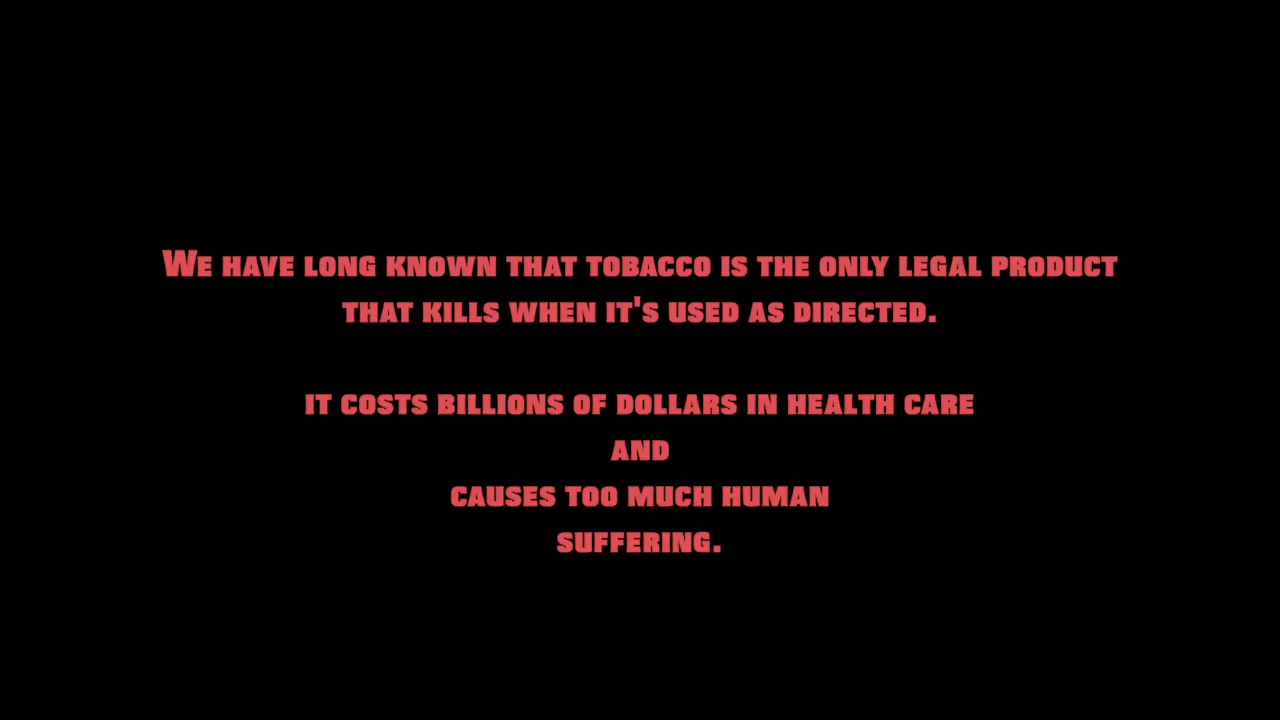 We have long known that tobacco is the only legal product
that kills when it's used as directed.
it costs billions of dollars in health care
and
causes too much human
suffering.